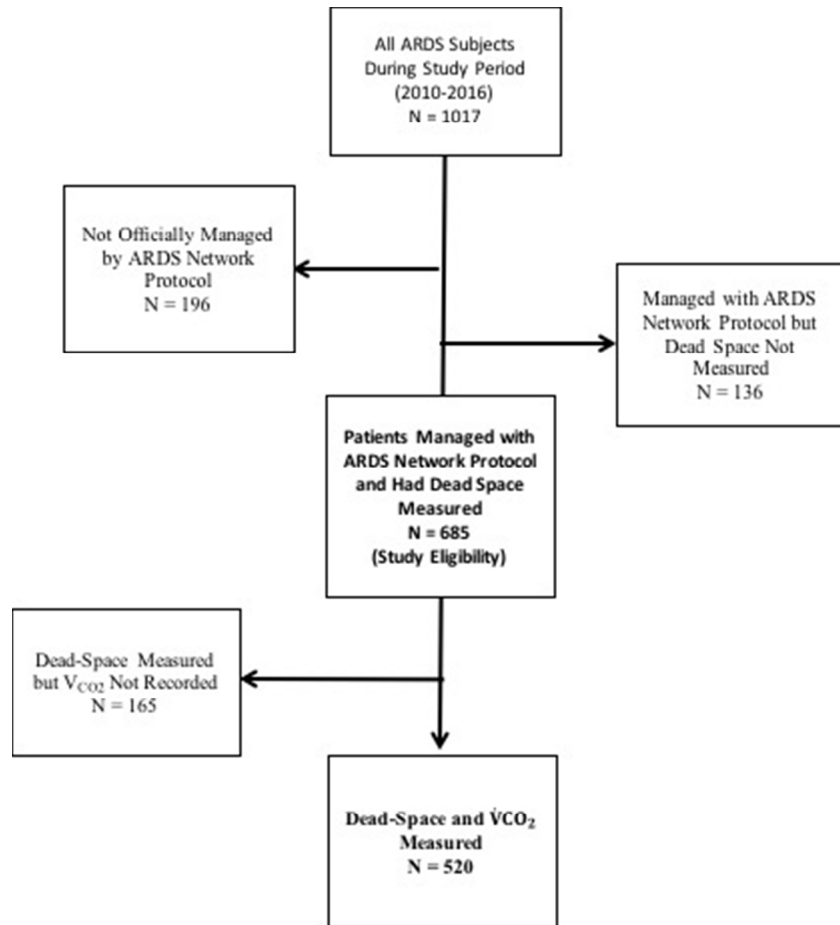 All ARDS Subjects
During Study Period
(2010-2016)
N = 1017
Not Officially Managed
by ARDS Network
Protocol
N = 196
Managed with ARDS
Network Protocol but
Dead Space Not
Measured
N = 136
Patients Managed with
ARDS Network Protocol
and Had Dead Space
Measured
N = 685
(Study Eligibility)
Dead-Space Measured
but V_CO2 Not Recorded
N = 165
Dead-Space and V̇CO₂
Measured
N = 520